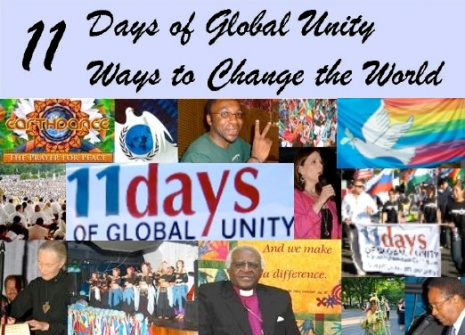 11 Days of Global Unity
Ways to Change the World
EARTHDANCE
THE PRAYER FOR PEACE
11days
OF GLOBAL UNITY
11days
OF GLOBAL UNITY
And we make
a difference.